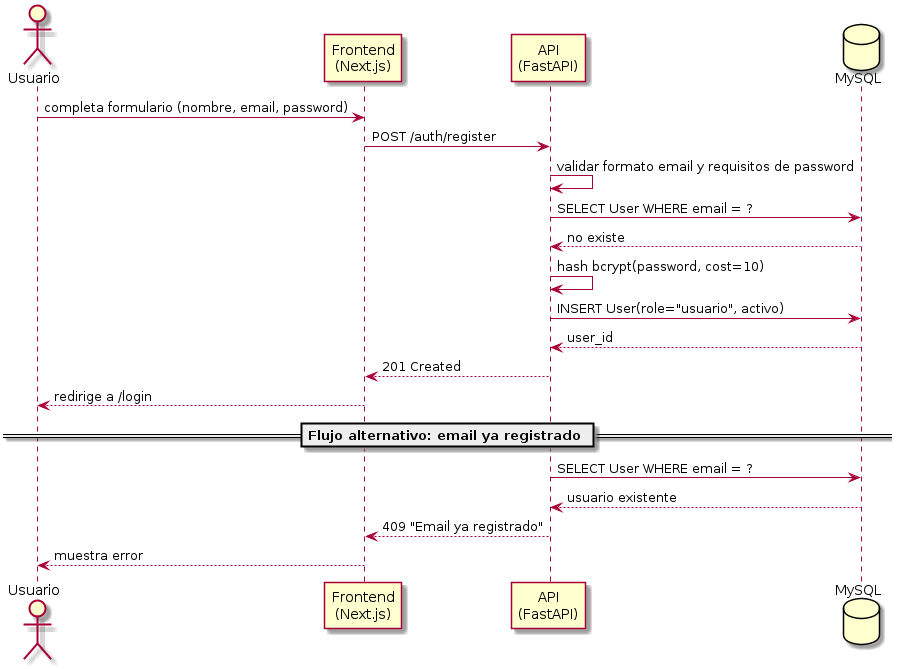 Usuario
Frontend
(Next.js)
API
(FastAPI)
MySQL
completa formulario (nombre, email, password)
POST /auth/register
validar formato email y requisitos de password
SELECT User WHERE email = ?
no existe
hash bcrypt(password, cost=10)
INSERT User(role="usuario", activo)
user_id
201 Created
redirige a /login
Flujo alternativo: email ya registrado
SELECT User WHERE email = ?
usuario existente
409 "Email ya registrado"
muestra error
Usuario
Frontend
(Next.js)
API
(FastAPI)
MySQL